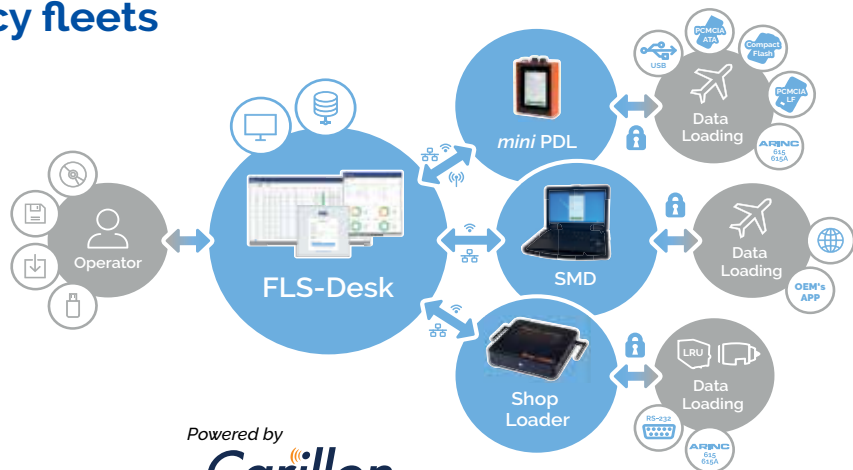 cy fleets
PCMCIA
ATA
Compact
Flash
USB
PCMCIA
LF
mini PDL
Data
Loading
ARINC
615
615A
Operator
FLS-Desk
SMD
Data
Loading
OEM's
APP
Shop
Loader
LRU
Data
Loading
RS-232
ARINC
615
615A
Powered by
Carillon